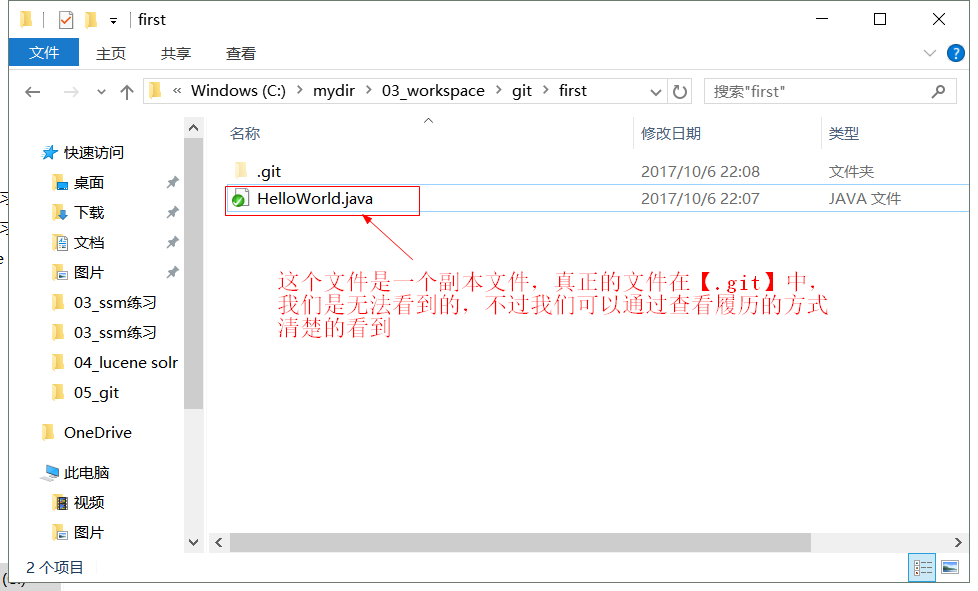 first
文件 主页 共享 查看
« Windows (C:) > mydir > 03_workspace > git > first
搜索"first"
名称 修改日期 类型
快速访问
桌面
下载
文档
图片
03_ssm练习
03_ssm练习
04_lucene solr
05_git
OneDrive
此电脑
视频
图片
.git 2017/10/6 22:08 文件夹
HelloWorld.java 2017/10/6 22:07 JAVA 文件
这个文件是一个副本文件，真正的文件在【.git】中，
我们是无法看到的，不过我们可以通过查看履历的方式
清楚的看到
2 个项目